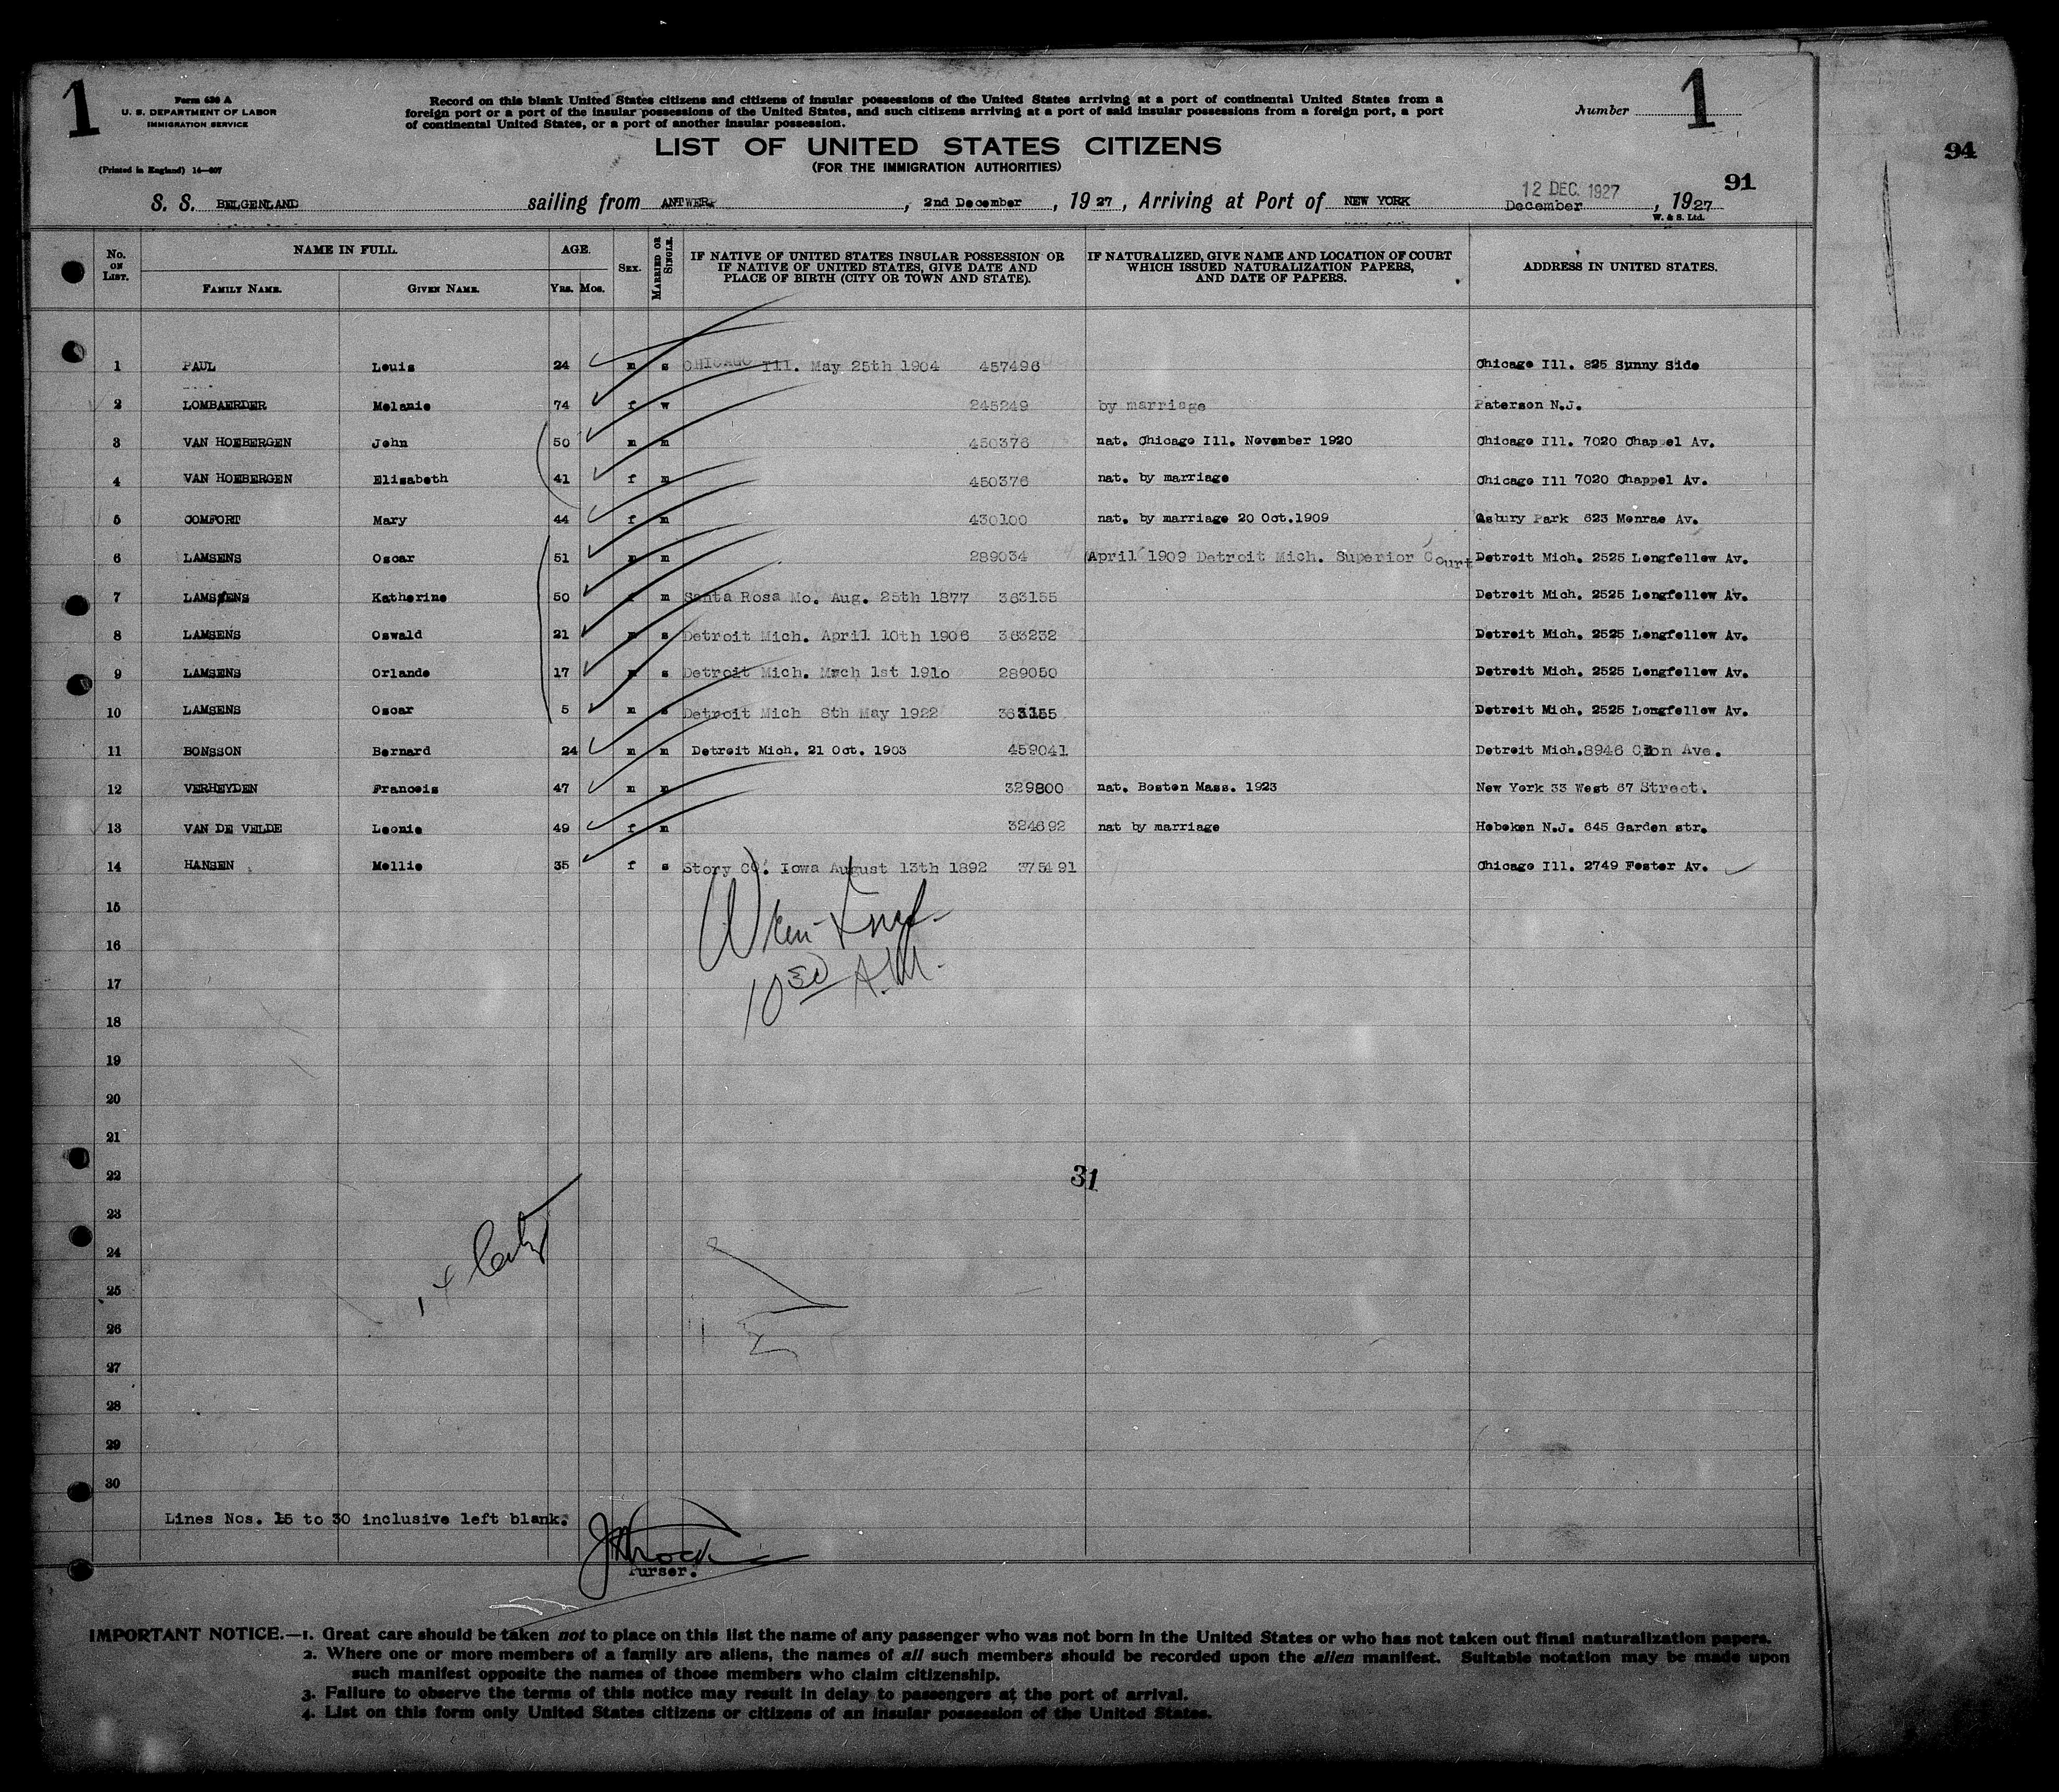 1
Form 630 A
U. S. DEPARTMENT OF LABOR
IMMIGRATION SERVICE
(Printed in England) 14—607
Record on this blank United States citizens and citizens of insular possessions of the United States arriving at a port of continental United States from a
foreign port or a port of the insular possessions of the United States, and such citizens arriving at a port of said insular possessions from a foreign port, a port
of continental United States, or a port of another insular possession.
Number 1
LIST OF UNITED STATES CITIZENS
(FOR THE IMMIGRATION AUTHORITIES)
94
91
12 DEC. 1927
S. S. BELGENLAND sailing from ANTWERP, 2nd December, 1927, Arriving at Port of NEW YORK December, 1927
W. & S. Ltd.
No. ON LIST. NAME IN FULL. AGE. SEX. MARRIED OR SINGLE. IF NATIVE OF UNITED STATES INSULAR POSSESSION OR IF NATIVE OF UNITED STATES, GIVE DATE AND PLACE OF BIRTH (CITY OR TOWN AND STATE). IF NATURALIZED, GIVE NAME AND LOCATION OF COURT WHICH ISSUED NATURALIZATION PAPERS, AND DATE OF PAPERS. ADDRESS IN UNITED STATES.
FAMILY NAME. GIVEN NAME. YRS. MOS.
1 PAUL Louis 24 m s CHICAGO Ill. May 25th 1904 457496 Chicago Ill. 825 Sunny Side
2 LOMBAERDER Melanie 74 f w 245249 by marriage Paterson N.J.
3 VAN HOEBERGEN John 50 m m 450376 nat. Chicago Ill. November 1920 Chicago Ill. 7020 Chappel Av.
4 VAN HOEBERGEN Elisabeth 41 f m 450376 nat. by marriage Chicago Ill 7020 Chappel Av.
5 COMFORT Mary 44 f m 430100 nat. by marriage 20 Oct.1909 Asbury Park 623 Monroe Av.
6 LAMSENS Oscar 51 m m 289034 April 1909 Detroit Mich. Superior Court Detroit Mich. 2525 Longfellow Av.
7 LAMSENS Katherine 50 f m Santa Rosa Mo. Aug. 25th 1877 363155 Detroit Mich. 2525 Longfellow Av.
8 LAMSENS Oswald 21 m s Detroit Mich. April 10th 1906 363232 Detroit Mich. 2525 Longfellow Av.
9 LAMSENS Orlando 17 m s Detroit Mich. Mrch 1st 1910 289050 Detroit Mich. 2525 Longfellow Av.
10 LAMSENS Oscar 5 m s Detroit Mich 8th May 1922 363155 Detroit Mich. 2525 Longfellow Av.
11 BONSSON Bernard 24 m m Detroit Mich. 21 Oct. 1903 459041 Detroit Mich.8946 Ave.
12 VERHEYDEN Francois 47 m m 329800 nat. Boston Mass. 1923 New York 33 West 67 Street.
13 VAN DE VELDE Leonie 49 f m 324692 nat by marriage Hoboken N.J. 645 Garden str.
14 HANSEN Mellie 35 f s Story CO. Iowa August 13th 1892 375491 Chicago Ill. 2749 Foster Av.
15
16
10 30 A.M.
17
18
19
20
21
22
31
23
24
25
26
27
28
29
30
Lines Nos. 15 to 30 inclusive left blank.
Purser.
IMPORTANT NOTICE.—1. Great care should be taken not to place on this list the name of any passenger who was not born in the United States or who has not taken out final naturalization papers.
2. Where one or more members of a family are aliens, the names of all such members should be recorded upon the alien manifest. Suitable notation may be made upon
such manifest opposite the names of those members who claim citizenship.
3. Failure to observe the terms of this notice may result in delay to passengers at the port of arrival.
4. List on this form only United States citizens or citizens of an insular possession of the United States.